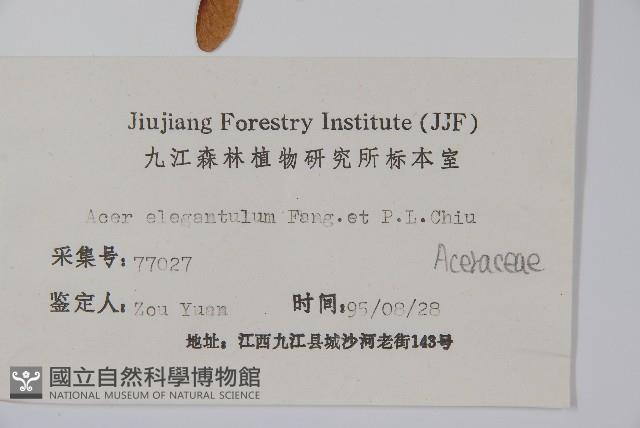 Jiujiang Forestry Institute (JJF)
九江森林植物研究所标本室
Acer elegantulum Fang.et P.L.Chiu
采集号：77027
Aceraceae
鉴定人：Zou Yuan 时间：95/08/28
地址：江西九江县城沙河老街143号
國立自然科學博物館
NATIONAL MUSEUM OF NATURAL SCIENCE